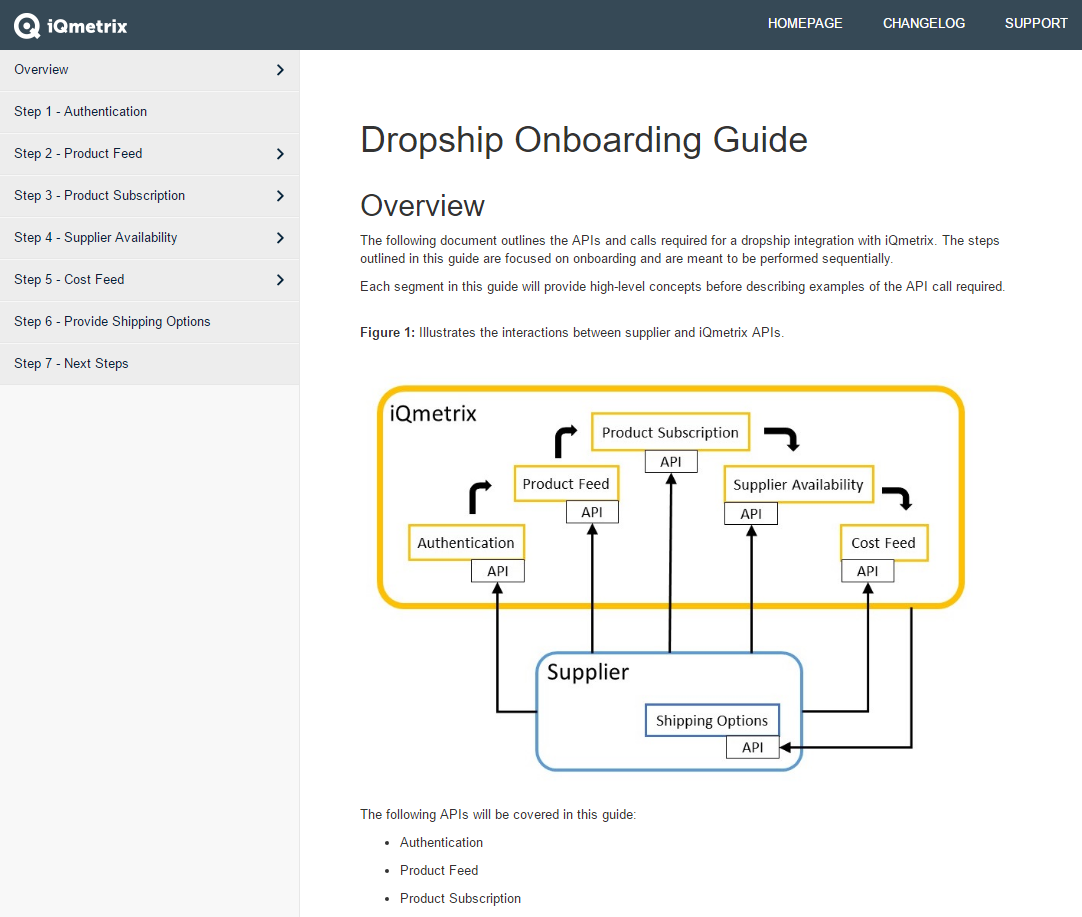 iQmetrix
HOMEPAGE
CHANGELOG
SUPPORT
Overview
Step 1 - Authentication
Step 2 - Product Feed
Step 3 - Product Subscription
Step 4 - Supplier Availability
Step 5 - Cost Feed
Step 6 - Provide Shipping Options
Step 7 - Next Steps
Dropship Onboarding Guide
Overview
The following document outlines the APIs and calls required for a dropship integration with iQmetrix. The steps
outlined in this guide are focused on onboarding and are meant to be performed sequentially.
Each segment in this guide will provide high-level concepts before describing examples of the API call required.
Figure 1: Illustrates the interactions between supplier and iQmetrix APIs.
iQmetrix
Product Subscription
API
Product Feed
API
Supplier Availability
API
Authentication
API
Cost Feed
API
Supplier
Shipping Options
API
The following APIs will be covered in this guide:
• Authentication
• Product Feed
• Product Subscription